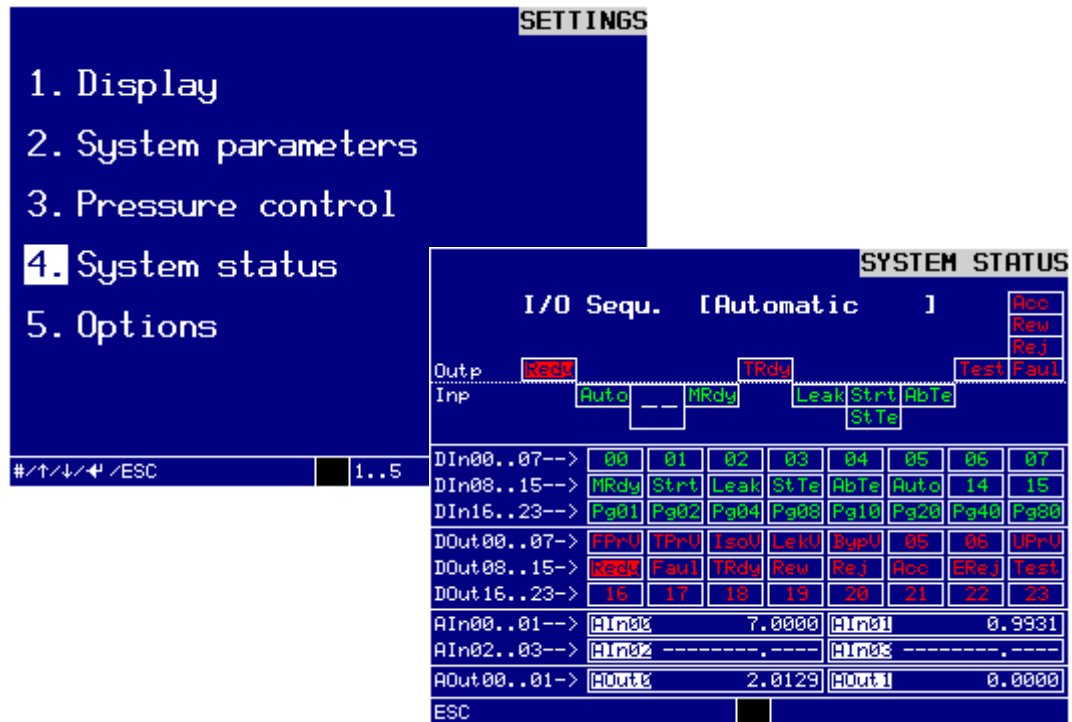 SETTINGS
1. Display
2. System parameters
3. Pressure control
4. System status
5. Options
#/↑/↓/↵ /ESC 1..5
SYSTEM STATUS
I/O Sequ. [Automatic ]
Acc
Rew
Rej
Outp Redy TRdy Test Faul
Inp Auto __ MRdy Leak Strt AbTe
StTe
DIn00..07--> 00 01 02 03 04 05 06 07
DIn08..15--> MRdy Strt Leak StTe AbTe Auto 14 15
DIn16..23--> Pg01 Pg02 Pg04 Pg08 Pg10 Pg20 Pg40 Pg80
DOut00..07-> FPrV TPrV IsoV LekV BypV 05 06 UPrV
DOut08..15-> Redy Faul TRdy Rew Rej Acc ERej Test
DOut16..23-> 16 17 18 19 20 21 22 23
AIn00..01--> AIn00 7.0000 AIn01 0.9931
AIn02..03--> AIn02 --------.---- AIn03 --------.----
AOut00..01-> AOut0 2.0129 AOut1 0.0000
ESC